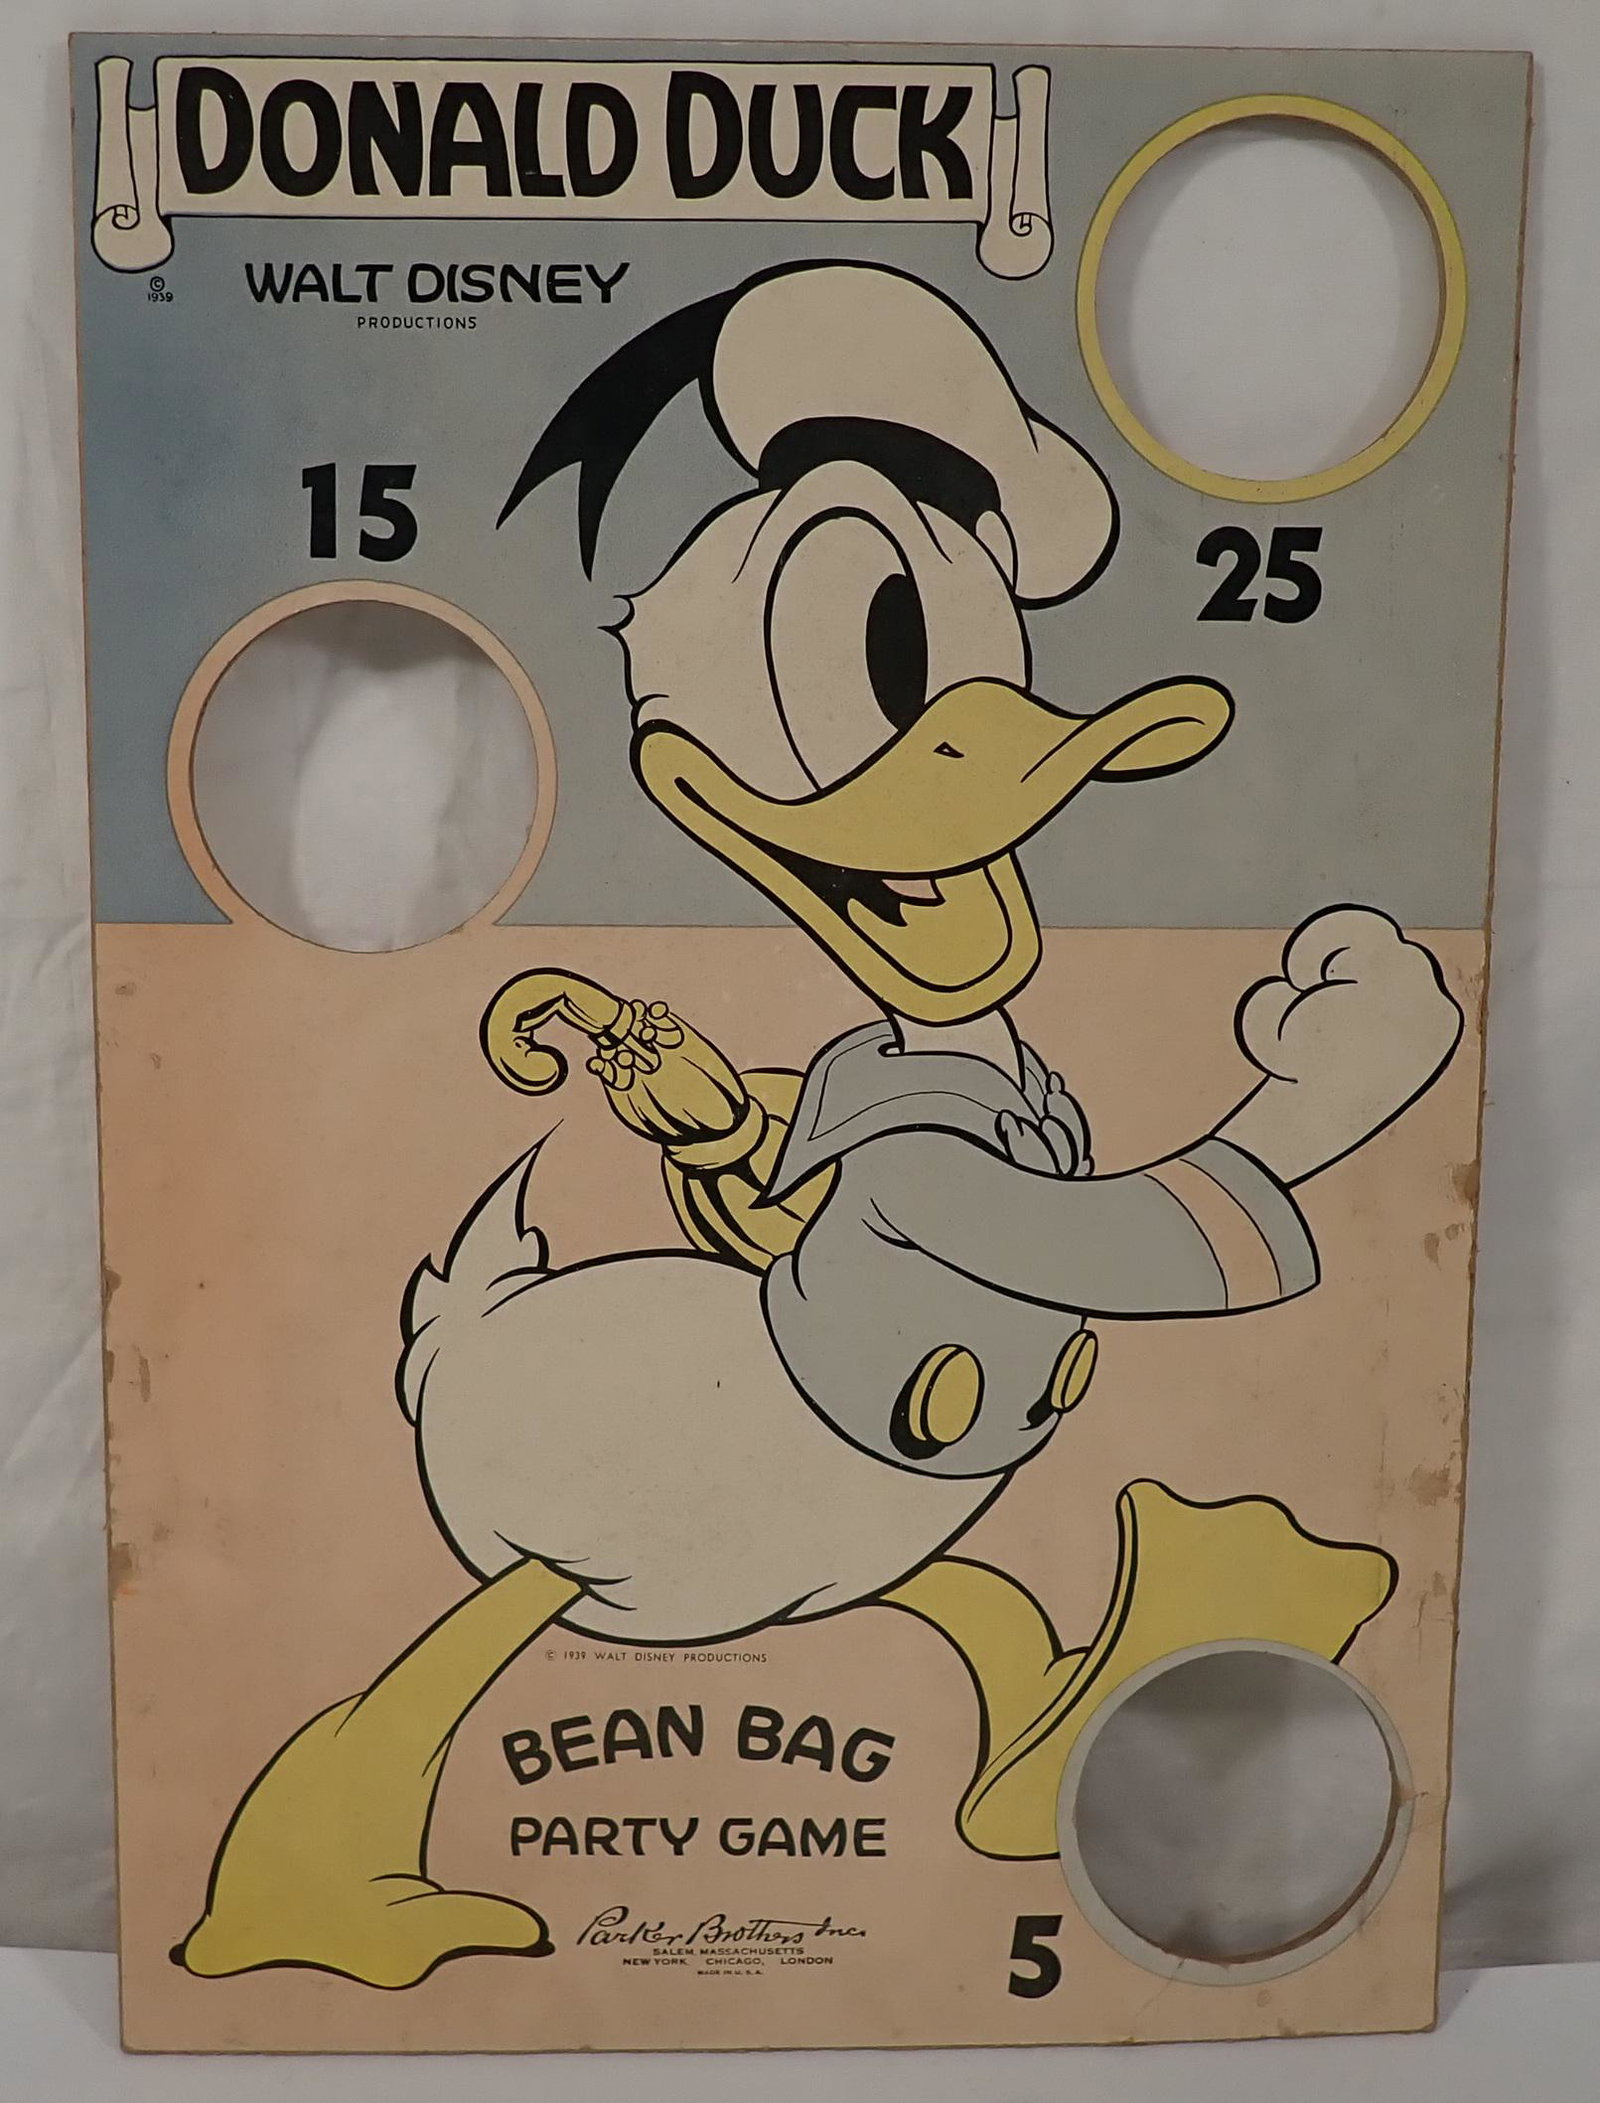 DONALD DUCK
©
1939
WALT DISNEY
PRODUCTIONS
15
25
© 1939 WALT DISNEY PRODUCTIONS
BEAN BAG
PARTY GAME
Parker Brothers Inc.
SALEM, MASSACHUSETTS
NEW YORK, CHICAGO, LONDON
MADE IN U. S. A.
5